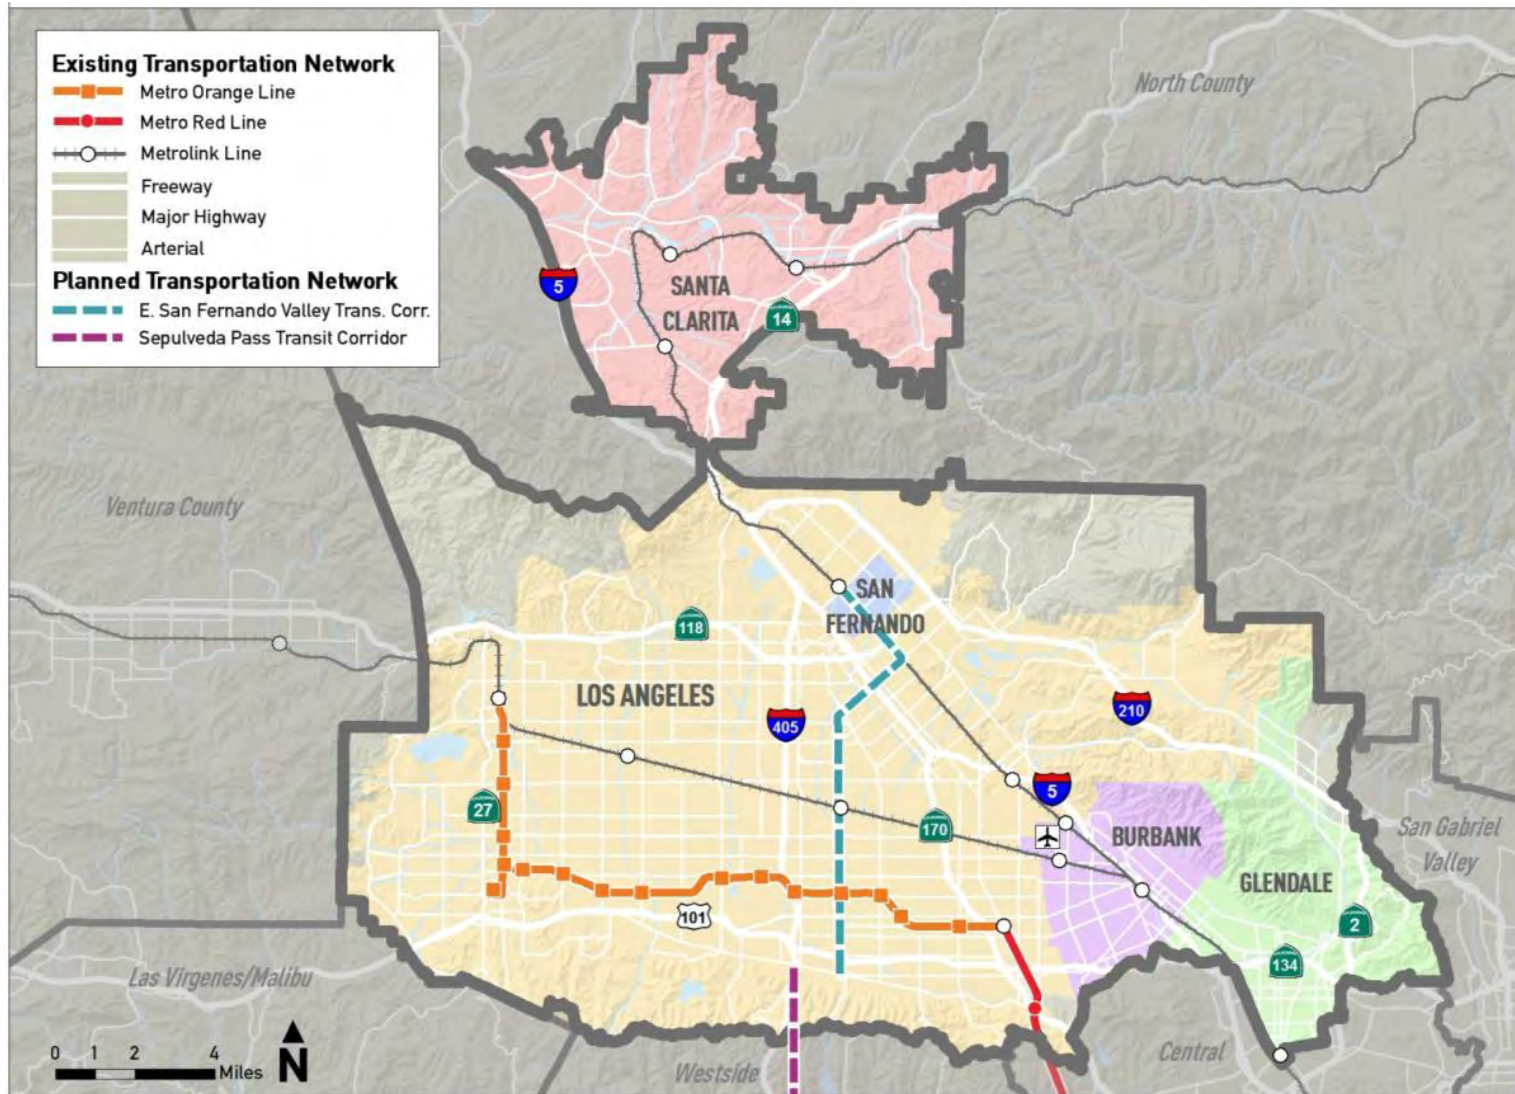 Existing Transportation Network
Metro Orange Line
Metro Red Line
Metrolink Line
Freeway
Major Highway
Arterial
Planned Transportation Network
E. San Fernando Valley Trans. Corr.
Sepulveda Pass Transit Corridor
North County
5
SANTA
CLARITA
14
Ventura County
SAN
FERNANDO
118
LOS ANGELES
405
210
27
5
170
BURBANK
San Gabriel
Valley
GLENDALE
101
2
134
Las Virgenes/Malibu
Central
Westside
0 1 2 4
Miles
N